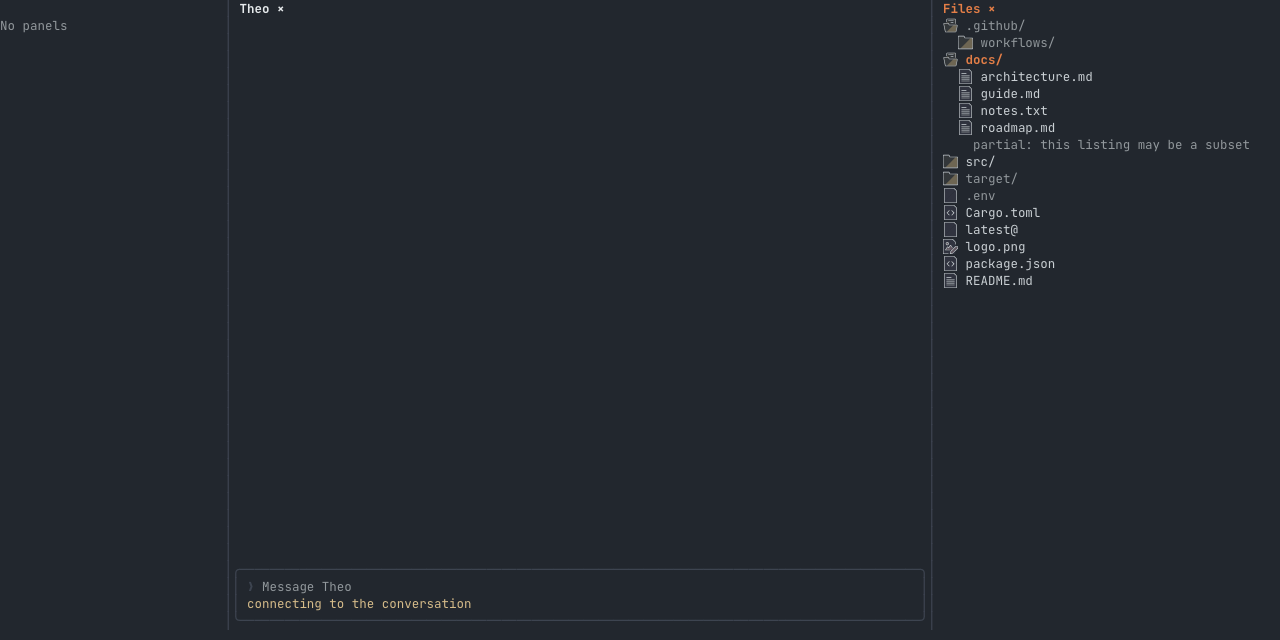 No panels
Theo ×
⟩ Message Theo
connecting to the conversation
Files ×
.github/
workflows/
docs/
architecture.md
guide.md
notes.txt
roadmap.md
partial: this listing may be a subset
src/
target/
.env
Cargo.toml
latest@
logo.png
package.json
README.md